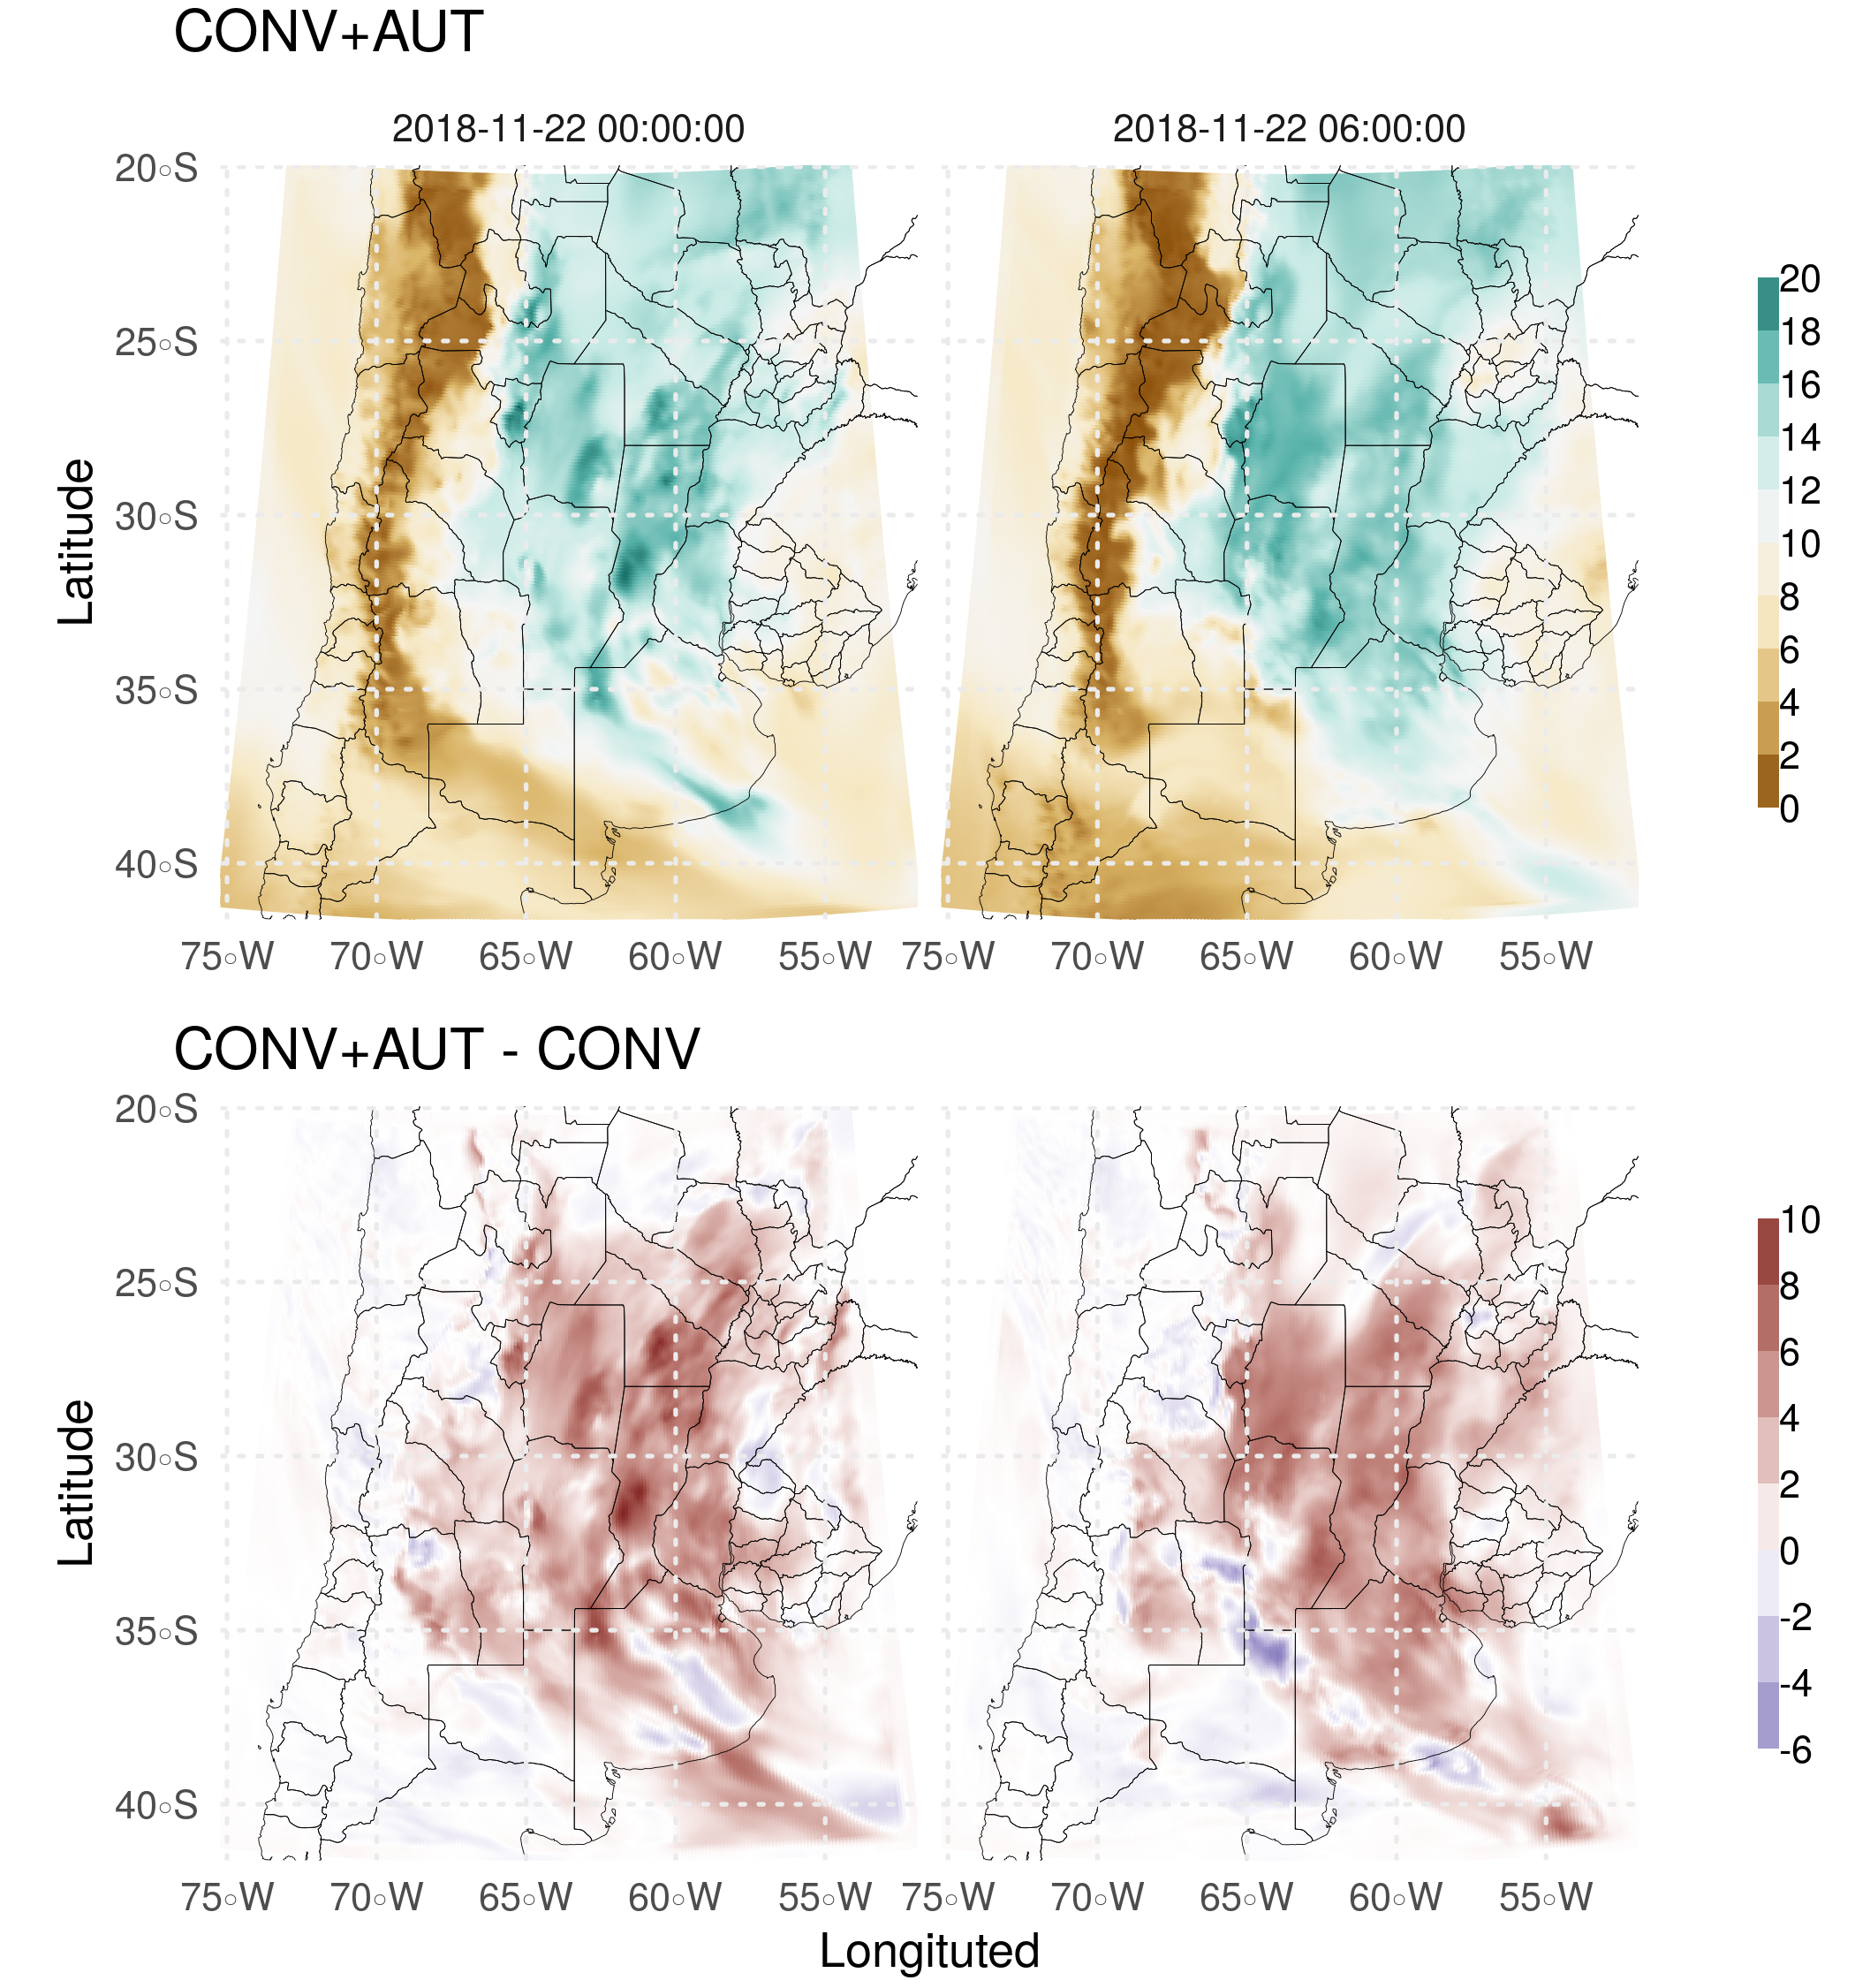 CONV+AUT
2018-11-22 00:00:00 2018-11-22 06:00:00
20◦S
25◦S
30◦S
35◦S
40◦S
Latitude
75◦W 70◦W 65◦W 60◦W 55◦W 75◦W 70◦W 65◦W 60◦W 55◦W
20
18
16
14
12
10
8
6
4
2
0
CONV+AUT - CONV
20◦S
25◦S
30◦S
35◦S
40◦S
Latitude
75◦W 70◦W 65◦W 60◦W 55◦W 75◦W 70◦W 65◦W 60◦W 55◦W
Longituted
10
8
6
4
2
0
-2
-4
-6